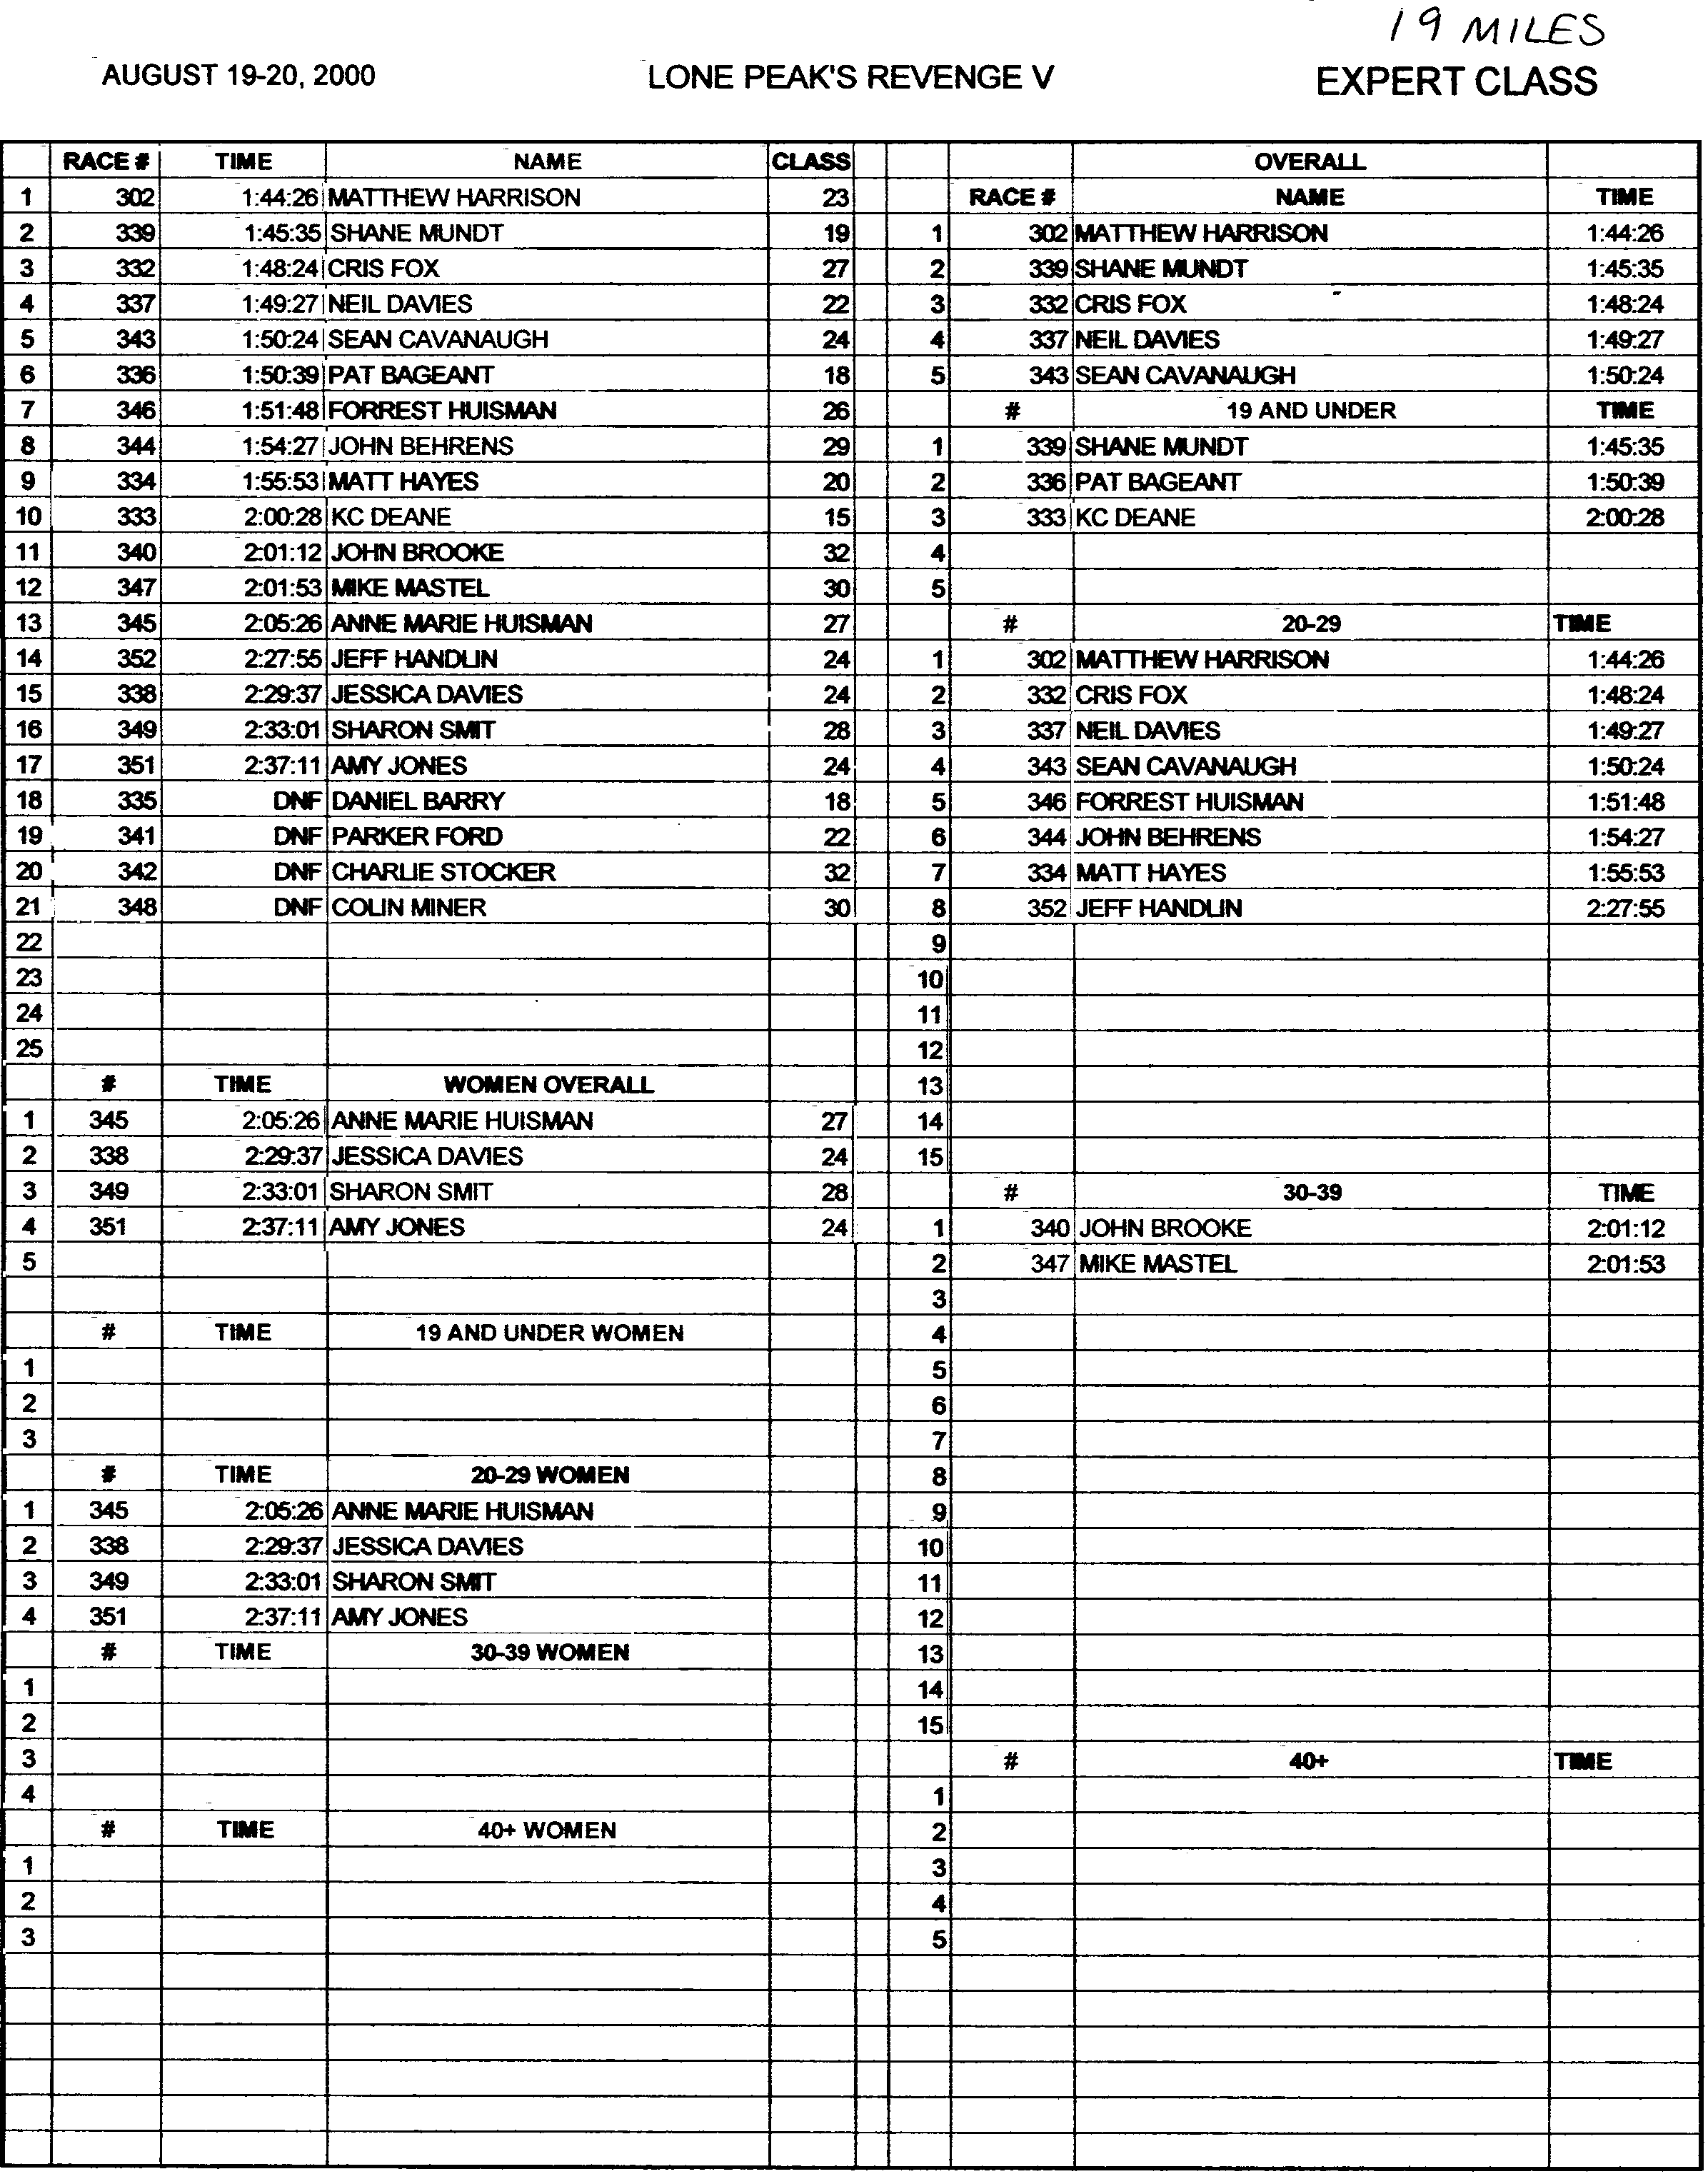 19 MILES
AUGUST 19-20, 2000 LONE PEAK'S REVENGE V EXPERT CLASS
RACE # TIME NAME CLASS OVERALL
1 302 1:44:26 MATTHEW HARRISON 23 RACE # NAME TIME
2 339 1:45:35 SHANE MUNDT 19 1 302 MATTHEW HARRISON 1:44:26
3 332 1:48:24 CRIS FOX 27 2 339 SHANE MUNDT 1:45:35
4 337 1:49:27 NEIL DAVIES 22 3 332 CRIS FOX 1:48:24
5 343 1:50:24 SEAN CAVANAUGH 24 4 337 NEIL DAVIES 1:49:27
6 336 1:50:39 PAT BAGEANT 18 5 343 SEAN CAVANAUGH 1:50:24
7 346 1:51:48 FORREST HUISMAN 26 # 19 AND UNDER TIME
8 344 1:54:27 JOHN BEHRENS 29 1 339 SHANE MUNDT 1:45:35
9 334 1:55:53 MATT HAYES 20 2 336 PAT BAGEANT 1:50:39
10 333 2:00:28 KC DEANE 15 3 333 KC DEANE 2:00:28
11 340 2:01:12 JOHN BROOKE 32 4
12 347 2:01:53 MIKE MASTEL 30 5
13 345 2:05:26 ANNE MARIE HUISMAN 27 # 20-29 TIME
14 352 2:27:55 JEFF HANDLIN 24 1 302 MATTHEW HARRISON 1:44:26
15 338 2:29:37 JESSICA DAVIES 24 2 332 CRIS FOX 1:48:24
16 349 2:33:01 SHARON SMIT 28 3 337 NEIL DAVIES 1:49:27
17 351 2:37:11 AMY JONES 24 4 343 SEAN CAVANAUGH 1:50:24
18 335 DNF DANIEL BARRY 18 5 346 FORREST HUISMAN 1:51:48
19 341 DNF PARKER FORD 22 6 344 JOHN BEHRENS 1:54:27
20 342 DNF CHARLIE STOCKER 32 7 334 MATT HAYES 1:55:53
21 348 DNF COLIN MINER 30 8 352 JEFF HANDLIN 2:27:55
22 9
23 10
24 11
25 12
# TIME WOMEN OVERALL 13
1 345 2:05:26 ANNE MARIE HUISMAN 27 14
2 338 2:29:37 JESSICA DAVIES 24 15
3 349 2:33:01 SHARON SMIT 28 # 30-39 TIME
4 351 2:37:11 AMY JONES 24 1 340 JOHN BROOKE 2:01:12
5 2 347 MIKE MASTEL 2:01:53
3
# TIME 19 AND UNDER WOMEN 4
1 5
2 6
3 7
# TIME 20-29 WOMEN 8
1 345 2:05:26 ANNE MARIE HUISMAN 9
2 338 2:29:37 JESSICA DAVIES 10
3 349 2:33:01 SHARON SMIT 11
4 351 2:37:11 AMY JONES 12
# TIME 30-39 WOMEN 13
1 14
2 15
3 # 40+ TIME
4 1
# TIME 40+ WOMEN 2
1 3
2 4
3 5